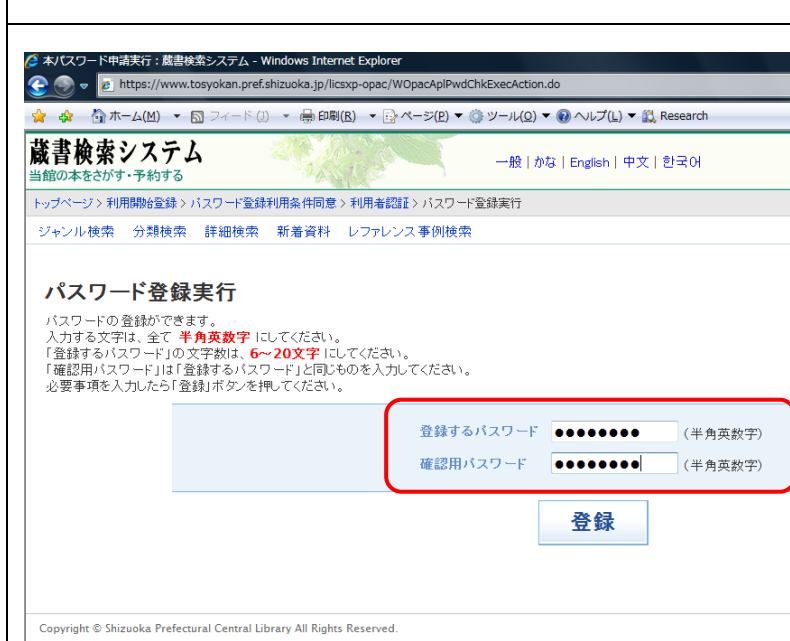 本パスワード申請実行：蔵書検索システム - Windows Internet Explorer
https://www.tosyokan.pref.shizuoka.jp/licsxp-opac/WOpacAplPwdChkExecAction.do
ホーム(M) フィード(J) 印刷(R) ページ(P) ツール(O) ヘルプ(L) Research
蔵書検索システム
当館の本をさがす・予約する
一般 | かな | English | 中文 | 한국어
トップページ > 利用開始登録 > パスワード登録利用条件同意 > 利用者認証 > パスワード登録実行
ジャンル検索 分類検索 詳細検索 新着資料 レファレンス事例検索
パスワード登録実行
パスワードの登録ができます。
入力する文字は、全て 半角英数字 にしてください。
「登録するパスワード」の文字数は、6～20文字 にしてください。
「確認用パスワード」は「登録するパスワード」と同じものを入力してください。
必要事項を入力したら「登録」ボタンを押してください。
登録するパスワード ●●●●●●●● (半角英数字)
確認用パスワード ●●●●●●●● (半角英数字)
登録
Copyright © Shizuoka Prefectural Central Library All Rights Reserved.